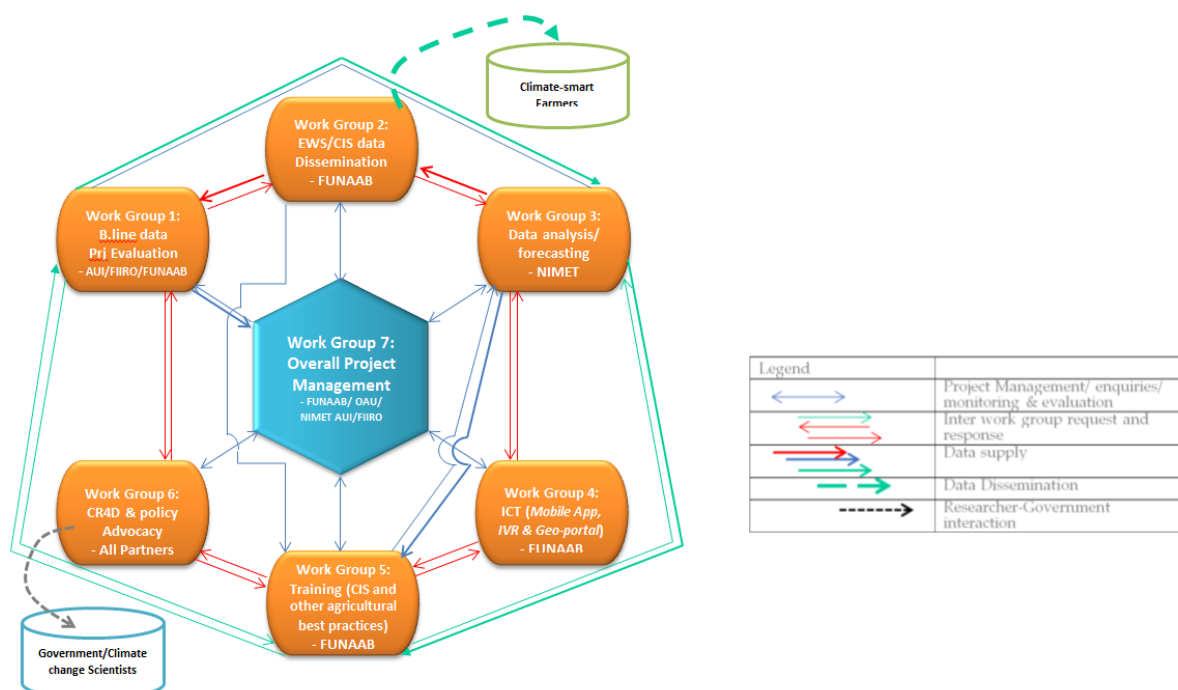 Climate-smart
Farmers
Work Group 2:
EWS/CIS data
Dissemination
- FUNAAB
Work Group 1:
B.line data
Prj Evaluation
- AUI/FIIRO/FUNAAB
Work Group 3:
Data analysis/
forecasting
- NIMET
Work Group 7:
Overall Project
Management
- FUNAAB/ OAU/
NIMET AUI/FIIRO
Work Group 6:
CR4D & policy
Advocacy
- All Partners
Work Group 4:
ICT (Mobile App,
IVR & Geo-portal)
- FUNAAB
Work Group 5:
Training (CIS and
other agricultural
best practices)
- FUNAAB
Government/Climate
change Scientists
Legend
Project Management/ enquiries/
monitoring & evaluation
Inter work group request and
response
Data supply
Data Dissemination
Researcher-Government
interaction